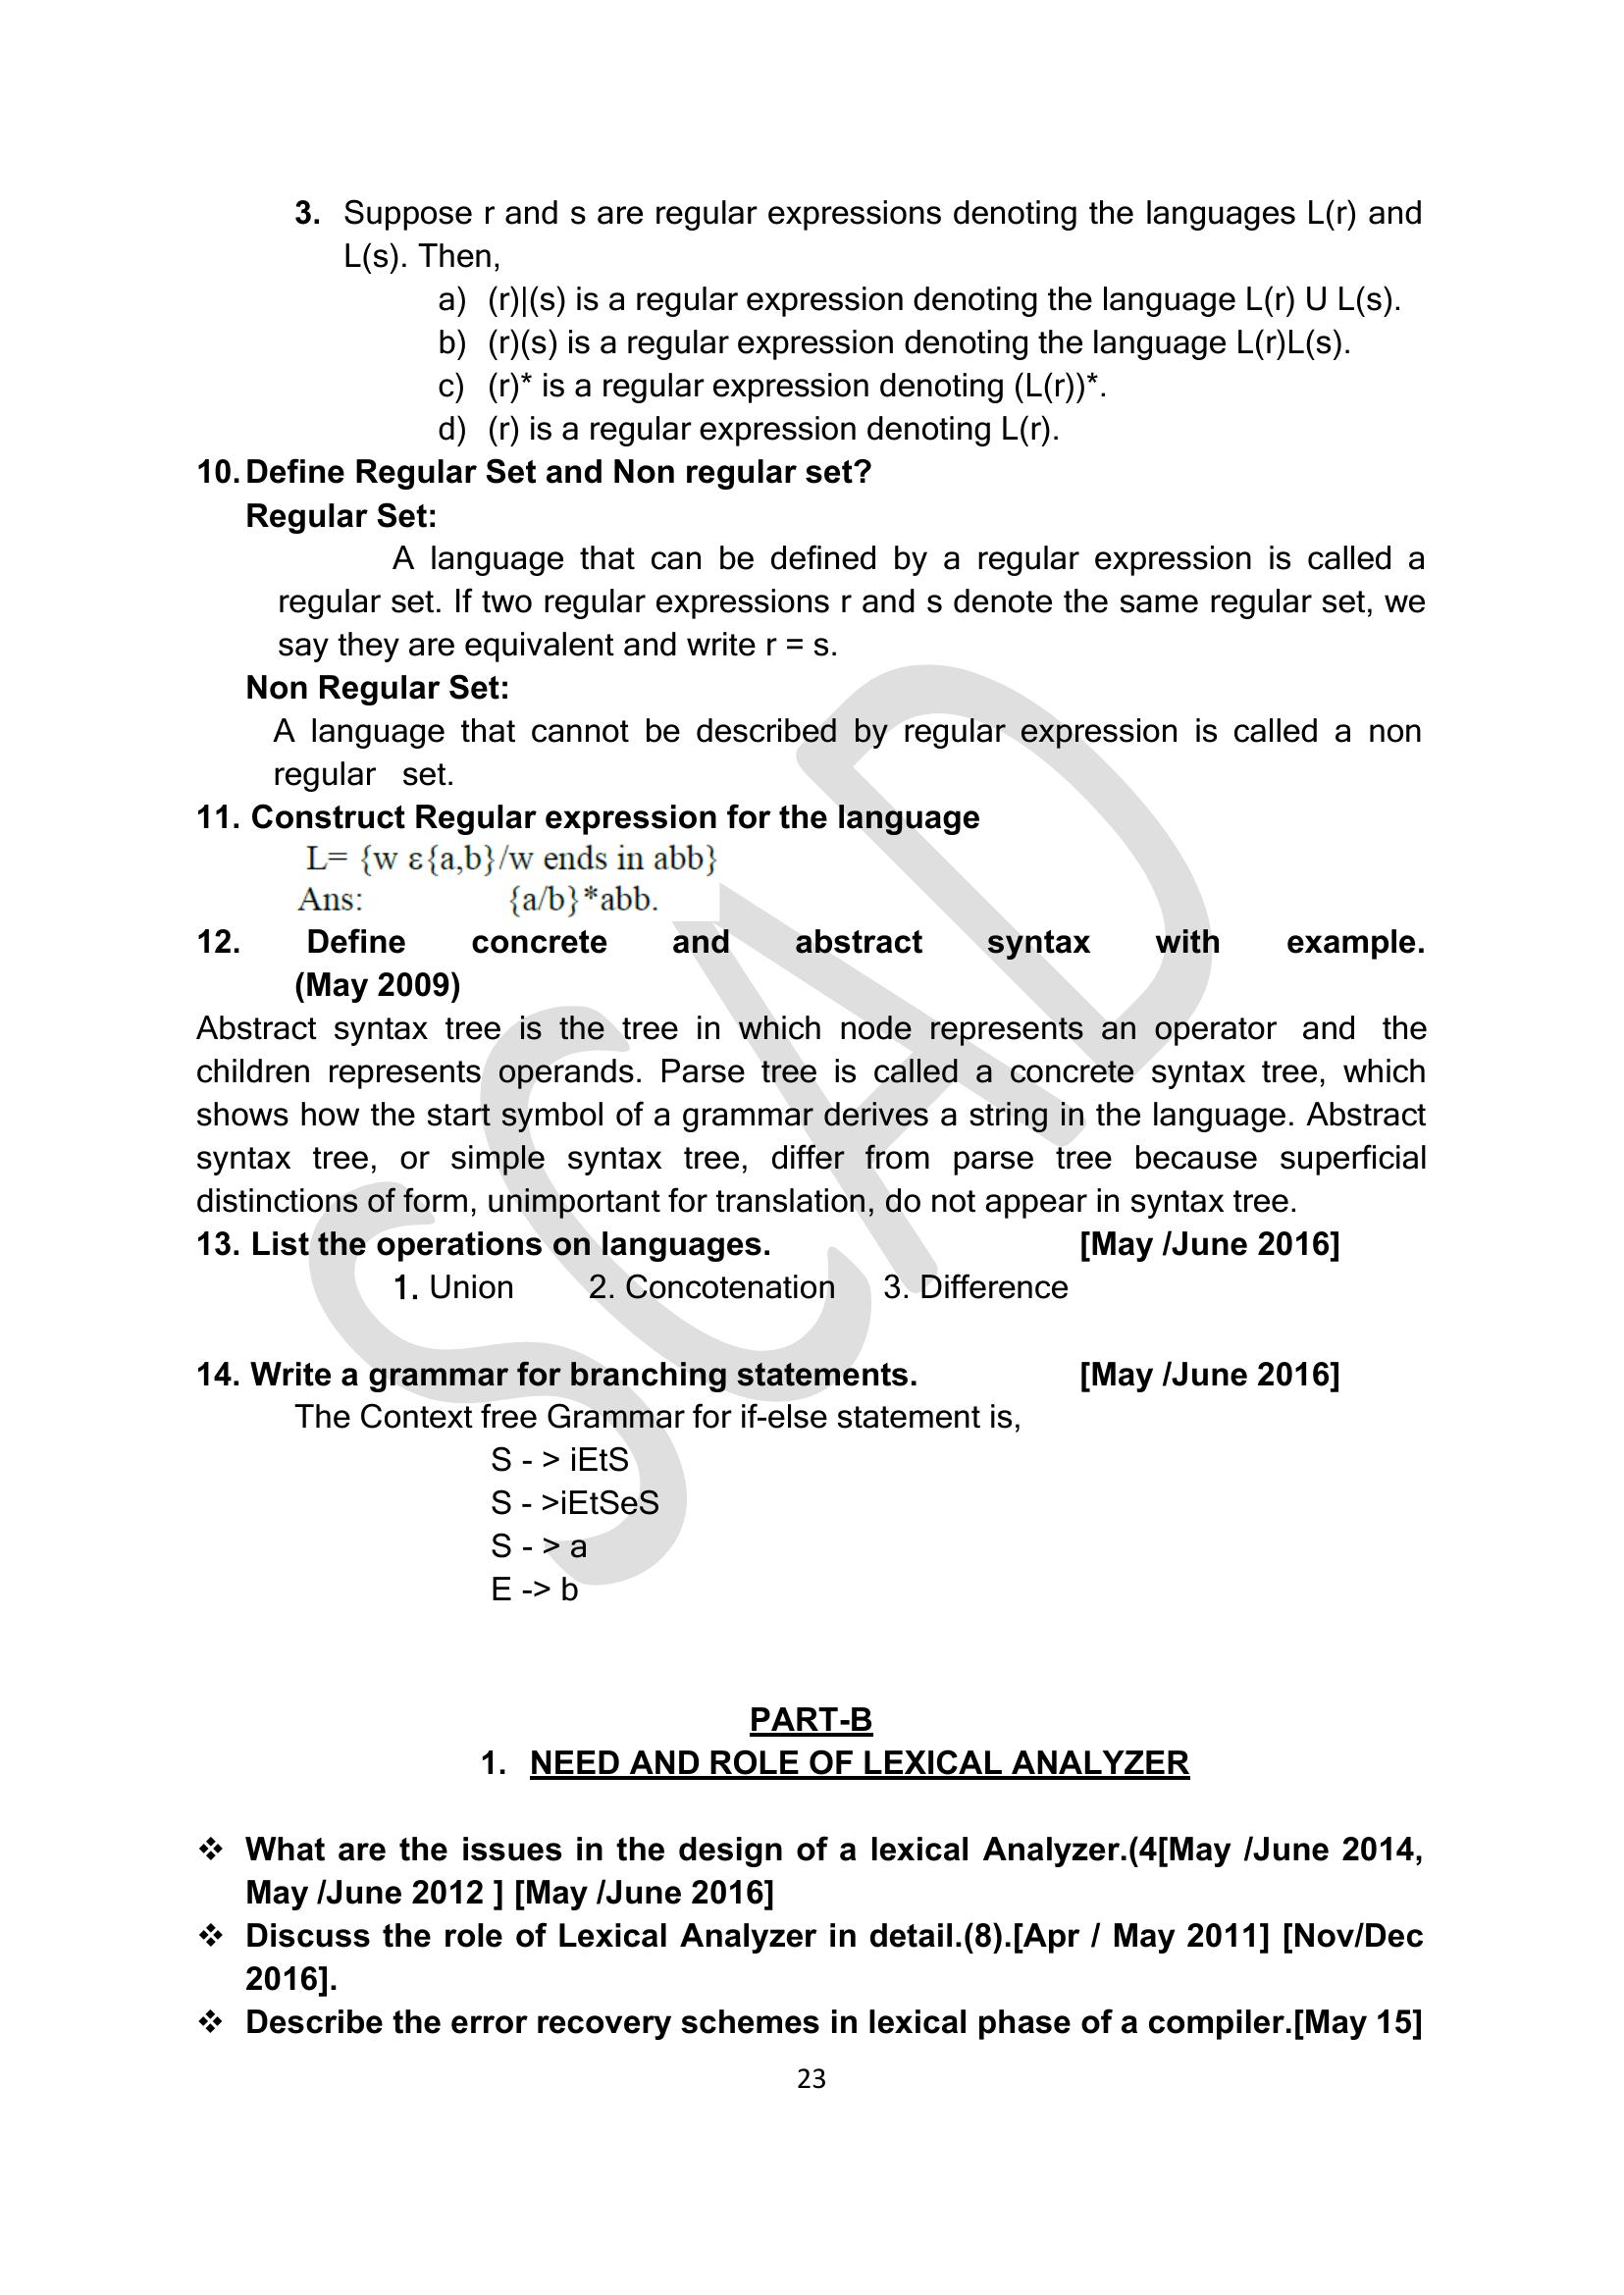 3. Suppose r and s are regular expressions denoting the languages L(r) and
L(s). Then,
a) (r)|(s) is a regular expression denoting the language L(r) U L(s).
b) (r)(s) is a regular expression denoting the language L(r)L(s).
c) (r)* is a regular expression denoting (L(r))*.
d) (r) is a regular expression denoting L(r).
10. Define Regular Set and Non regular set?
Regular Set:
A language that can be defined by a regular expression is called a
regular set. If two regular expressions r and s denote the same regular set, we
say they are equivalent and write r = s.
Non Regular Set:
A language that cannot be described by regular expression is called a non
regular set.
11. Construct Regular expression for the language
L= {w ε{a,b}/w ends in abb}
Ans: {a/b}*abb.
12. Define concrete and abstract syntax with example.
(May 2009)
Abstract syntax tree is the tree in which node represents an operator and the
children represents operands. Parse tree is called a concrete syntax tree, which
shows how the start symbol of a grammar derives a string in the language. Abstract
syntax tree, or simple syntax tree, differ from parse tree because superficial
distinctions of form, unimportant for translation, do not appear in syntax tree.
13. List the operations on languages. [May /June 2016]
1. Union 2. Concotenation 3. Difference
14. Write a grammar for branching statements. [May /June 2016]
The Context free Grammar for if-else statement is,
S - > iEtS
S - >iEtSeS
S - > a
E -> b
PART-B
1. NEED AND ROLE OF LEXICAL ANALYZER
❖ What are the issues in the design of a lexical Analyzer.(4[May /June 2014,
May /June 2012 ] [May /June 2016]
❖ Discuss the role of Lexical Analyzer in detail.(8).[Apr / May 2011] [Nov/Dec
2016].
❖ Describe the error recovery schemes in lexical phase of a compiler.[May 15]
23
SCAD